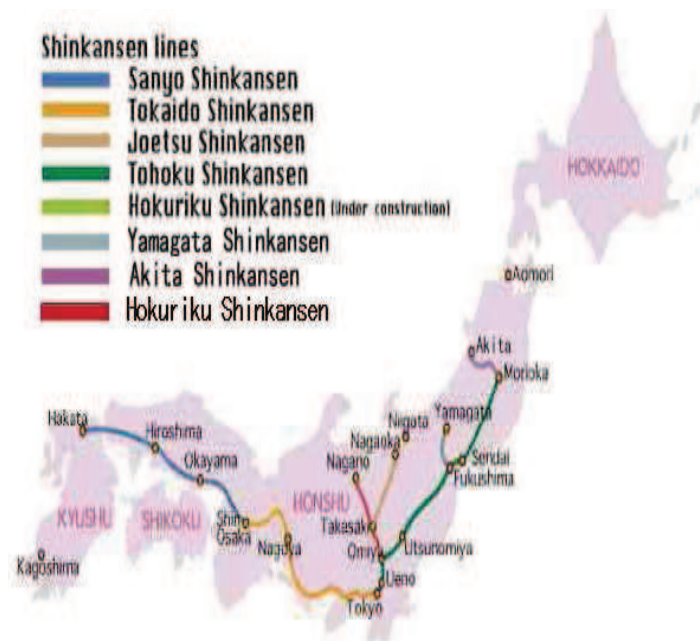 Shinkansen lines
Sanyo Shinkansen
Tokaido Shinkansen
Joetsu Shinkansen
Tohoku Shinkansen
Hokuriku Shinkansen (Under construction)
Yamagata Shinkansen
Akita Shinkansen
Hokuriku Shinkansen
HOKKAIDO
Aomori
Akita
Morioka
Hakata
Hiroshima
Okayama
Niigata
Yamagata
Nagaoka
Nagano
Sendai
Fukushima
KYUSHU
SHIKOKU
HONSHU
Shin
Osaka
Nagoya
Takasaki
Omiya
Utsunomiya
Kagoshima
Ueno
Tokyo